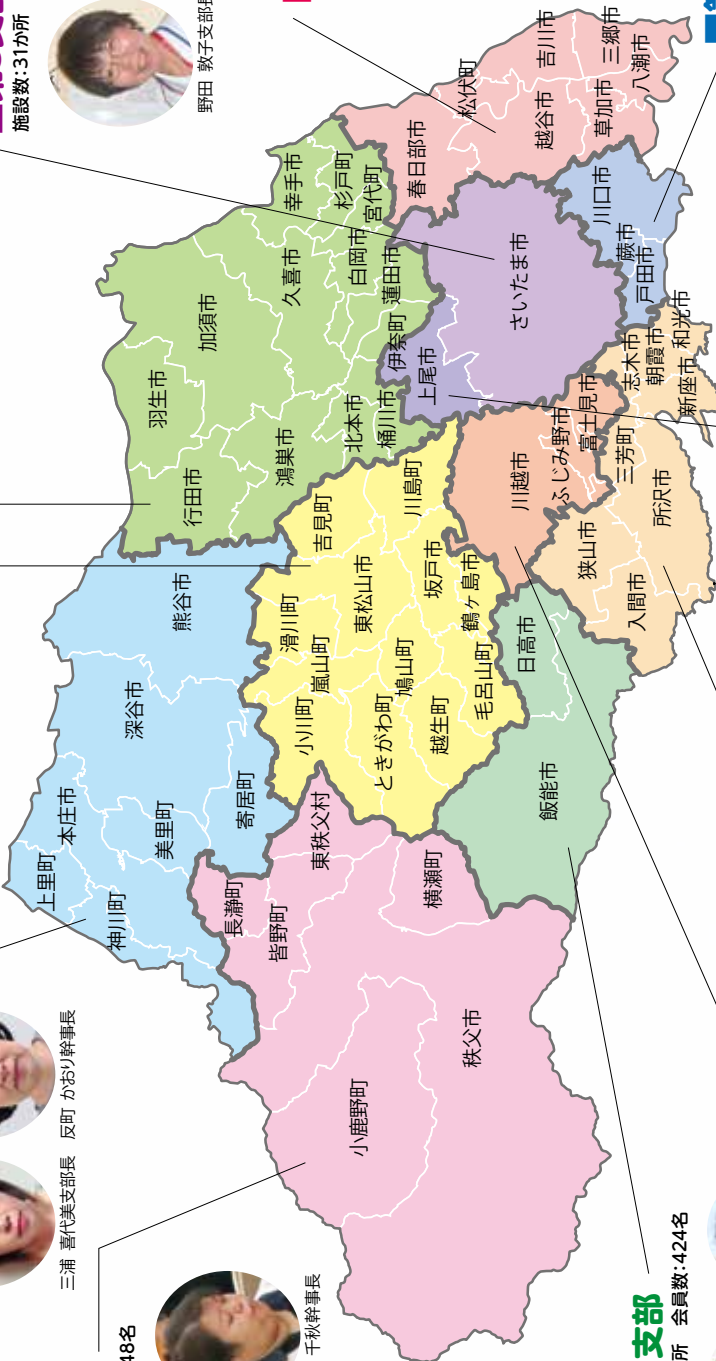 施設数:31か所
野田 敦子支部長
三浦 喜代美支部長 反町 かおり幹事長
48名
千秋幹事長
支部
所 会員数:424名
上里町
本庄市
神川町
美里町
深谷市
熊谷市
寄居町
長瀞町
皆野町
東秩父村
横瀬町
小鹿野町
秩父市
小川町
嵐山町
滑川町
吉見町
東松山市
ときがわ町
鳩山町
川島町
坂戸市
越生町
毛呂山町
鶴ヶ島市
日高市
飯能市
行田市
羽生市
加須市
鴻巣市
久喜市
幸手市
杉戸町
宮代町
白岡市
蓮田市
北本市
桶川市
伊奈町
上尾市
さいたま市
春日部市
松伏町
越谷市
吉川市
草加市
三郷市
八潮市
川口市
蕨市
戸田市
川越市
ふじみ野市
富士見市
三芳町
志木市
朝霞市
和光市
新座市
狭山市
入間市
所沢市